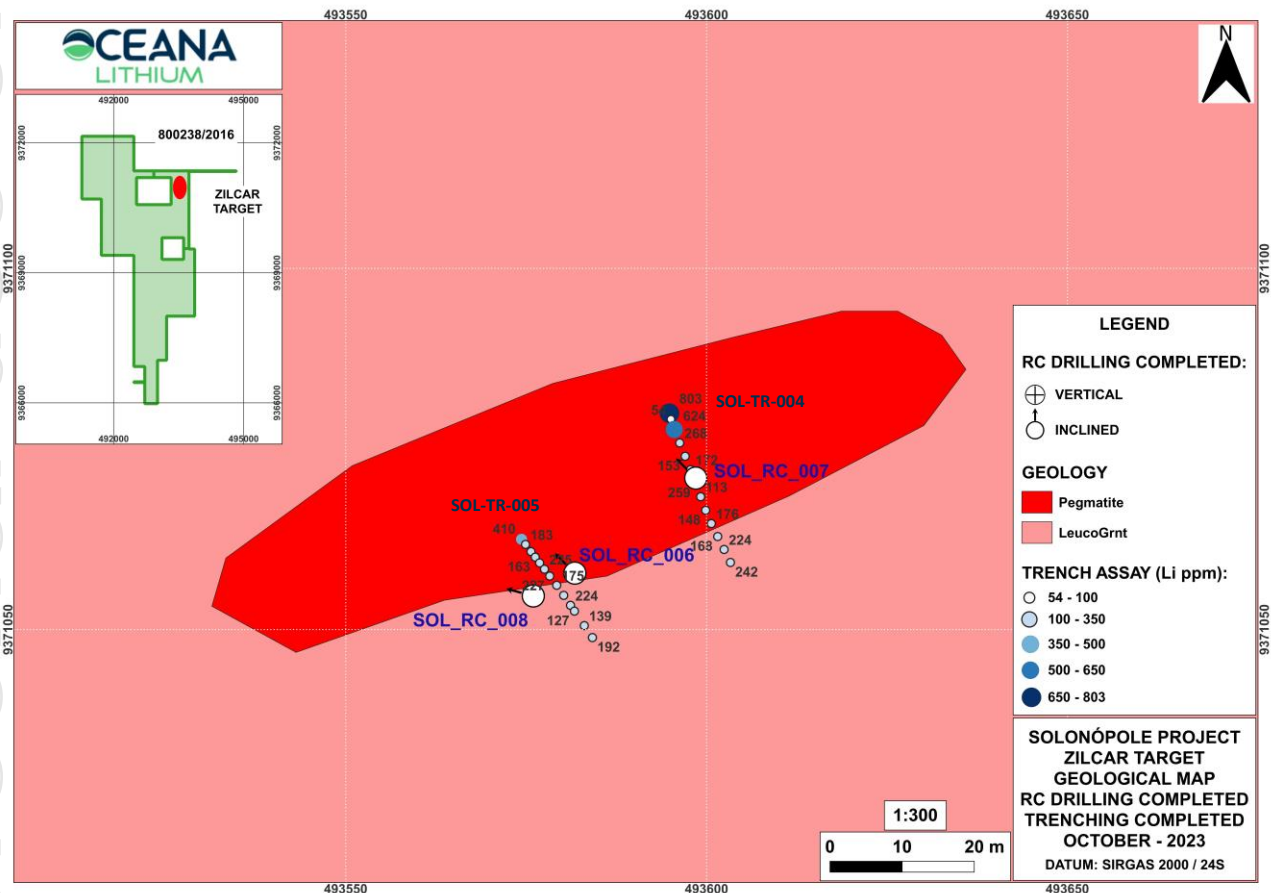 493550
493600
493650
OCEANA
LITHIUM
N
492000
495000
800238/2016
9372000
9372000
ZILCAR
TARGET
9369000
9369000
9366000
9366000
492000
495000
9371100
9371100
803
SOL-TR-004
624
268
153
SOL_RC_007
259
113
148
176
168
224
242
SOL-TR-005
410
183
163
SOL_RC_006
175
227
SOL_RC_008
224
127
139
192
9371050
9371050
LEGEND
RC DRILLING COMPLETED:
VERTICAL
INCLINED
GEOLOGY
Pegmatite
LeucoGrnt
TRENCH ASSAY (Li ppm):
54 - 100
100 - 350
350 - 500
500 - 650
650 - 803
SOLONÓPOLE PROJECT
ZILCAR TARGET
GEOLOGICAL MAP
RC DRILLING COMPLETED
TRENCHING COMPLETED
OCTOBER - 2023
DATUM: SIRGAS 2000 / 24S
1:300
0 10 20 m
493550
493600
493650